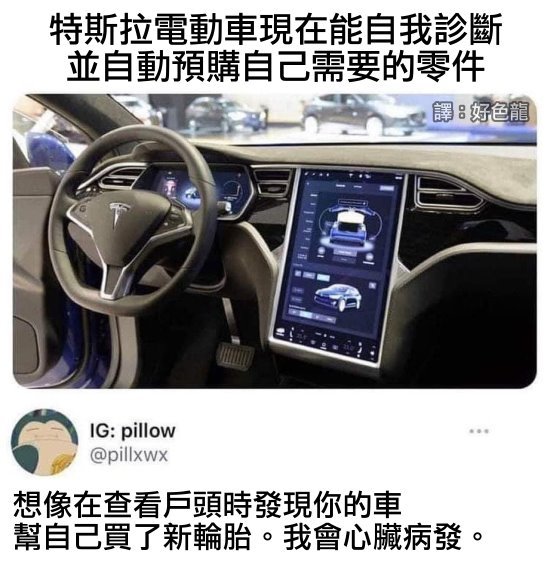 特斯拉電動車現在能自我診斷
並自動預購自己需要的零件
譯：好色龍
IG: pillow
@pillxwx
想像在查看戶頭時發現你的車
幫自己買了新輪胎。我會心臟病發。